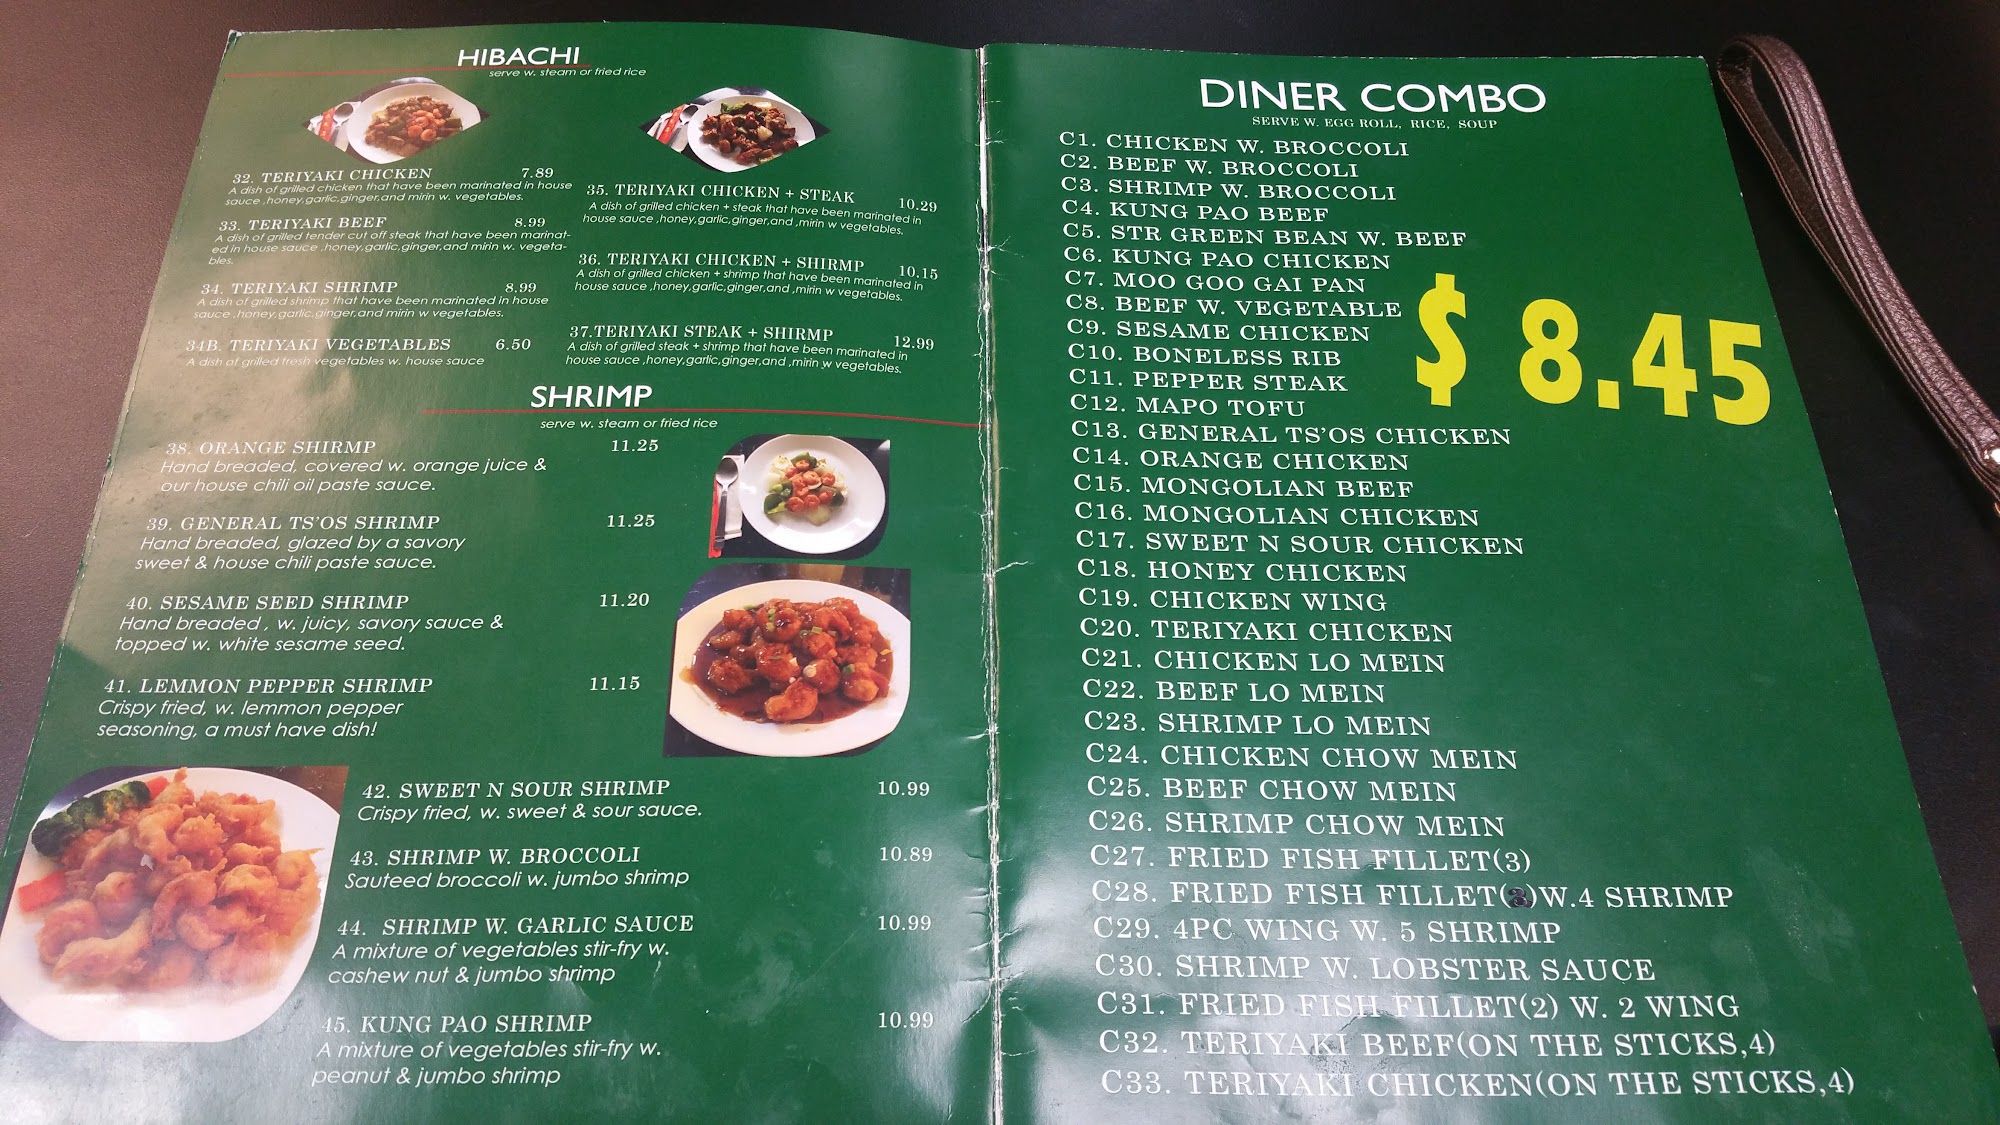 HIBACHI
serve w. steam or fried rice
32. TERIYAKI CHICKEN 7.89
A dish of grilled chicken that have been marinated in house
sauce ,honey,garlic,ginger,and mirin w. vegetables.
33. TERIYAKI BEEF 8.99
A dish of grilled tender cut off steak that have been marinat-
ed in house sauce ,honey,garlic,ginger,and mirin w. vegeta-
bles.
34. TERIYAKI SHRIMP 8.99
A dish of grilled shrimp that have been marinated in house
sauce ,honey,garlic,ginger,and mirin w vegetables.
34B. TERIYAKI VEGETABLES 6.50
A dish of grilled fresh vegetables w. house sauce
35. TERIYAKI CHICKEN + STEAK 10.29
A dish of grilled chicken + steak that have been marinated in
house sauce ,honey,garlic,ginger,and ,mirin w vegetables.
36. TERIYAKI CHICKEN + SHIRMP 10.15
A dish of grilled chicken + shrimp that have been marinated in
house sauce ,honey,garlic,ginger,and ,mirin w vegetables.
37.TERIYAKI STEAK + SHIRMP 12.99
A dish of grilled steak + shrimp that have been marinated in
house sauce ,honey,garlic,ginger,and ,mirin w vegetables.
SHRIMP
serve w. steam or fried rice
38. ORANGE SHIRMP 11.25
Hand breaded, covered w. orange juice &
our house chili oil paste sauce.
39. GENERAL TS'OS SHRIMP 11.25
Hand breaded, glazed by a savory
sweet & house chili paste sauce.
40. SESAME SEED SHRIMP 11.20
Hand breaded , w. juicy, savory sauce &
topped w. white sesame seed.
41. LEMMON PEPPER SHRIMP 11.15
Crispy fried, w. lemmon pepper
seasoning, a must have dish!
42. SWEET N SOUR SHRIMP 10.99
Crispy fried, w. sweet & sour sauce.
43. SHRIMP W. BROCCOLI 10.89
Sauteed broccoli w. jumbo shrimp
44. SHRIMP W. GARLIC SAUCE 10.99
A mixture of vegetables stir-fry w.
cashew nut & jumbo shrimp
45. KUNG PAO SHRIMP 10.99
A mixture of vegetables stir-fry w.
peanut & jumbo shrimp
DINER COMBO
SERVE W. EGG ROLL, RICE, SOUP
C1. CHICKEN W. BROCCOLI
C2. BEEF W. BROCCOLI
C3. SHRIMP W. BROCCOLI
C4. KUNG PAO BEEF
C5. STR GREEN BEAN W. BEEF
C6. KUNG PAO CHICKEN
C7. MOO GOO GAI PAN
C8. BEEF W. VEGETABLE
C9. SESAME CHICKEN
C10. BONELESS RIB
C11. PEPPER STEAK
C12. MAPO TOFU
C13. GENERAL TS'OS CHICKEN
C14. ORANGE CHICKEN
C15. MONGOLIAN BEEF
C16. MONGOLIAN CHICKEN
C17. SWEET N SOUR CHICKEN
C18. HONEY CHICKEN
C19. CHICKEN WING
C20. TERIYAKI CHICKEN
C21. CHICKEN LO MEIN
C22. BEEF LO MEIN
C23. SHRIMP LO MEIN
C24. CHICKEN CHOW MEIN
C25. BEEF CHOW MEIN
C26. SHRIMP CHOW MEIN
C27. FRIED FISH FILLET(3)
C28. FRIED FISH FILLET( )W.4 SHRIMP
C29. 4PC WING W. 5 SHRIMP
C30. SHRIMP W. LOBSTER SAUCE
C31. FRIED FISH FILLET(2) W. 2 WING
C32. TERIYAKI BEEF(ON THE STICKS,4)
C33. TERIYAKI CHICKEN(ON THE STICKS,4)
$ 8.45